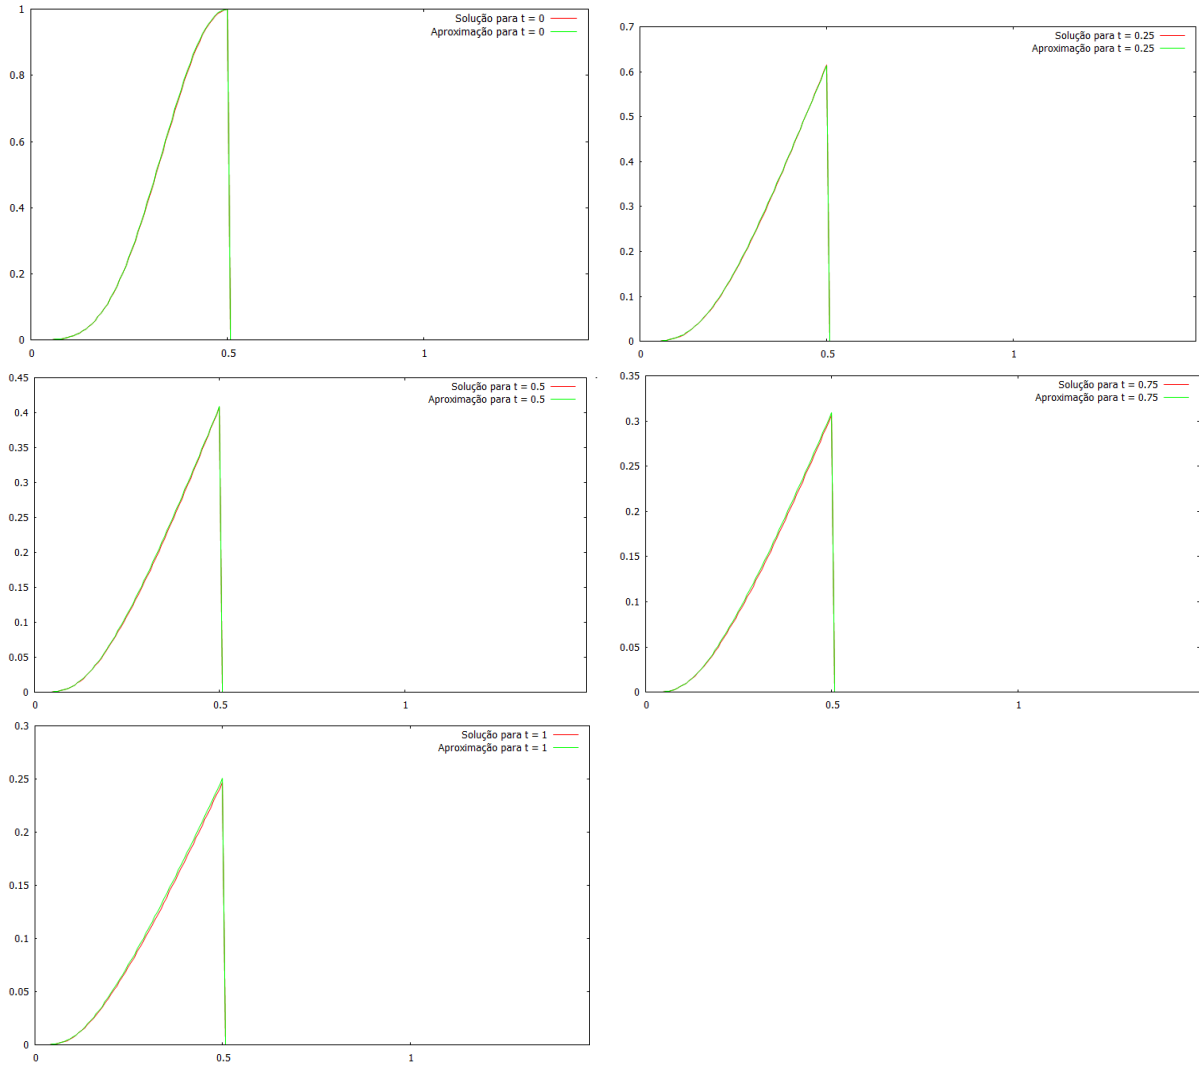 1
0.8
0.6
0.4
0.2
0
0 0.5 1
Solução para t = 0
Aproximação para t = 0
0.7
0.6
0.5
0.4
0.3
0.2
0.1
0
0 0.5 1
Solução para t = 0.25
Aproximação para t = 0.25
0.45
0.4
0.35
0.3
0.25
0.2
0.15
0.1
0.05
0
0 0.5 1
Solução para t = 0.5
Aproximação para t = 0.5
0.35
0.3
0.25
0.2
0.15
0.1
0.05
0
0 0.5 1
Solução para t = 0.75
Aproximação para t = 0.75
0.3
0.25
0.2
0.15
0.1
0.05
0
0 0.5 1
Solução para t = 1
Aproximação para t = 1